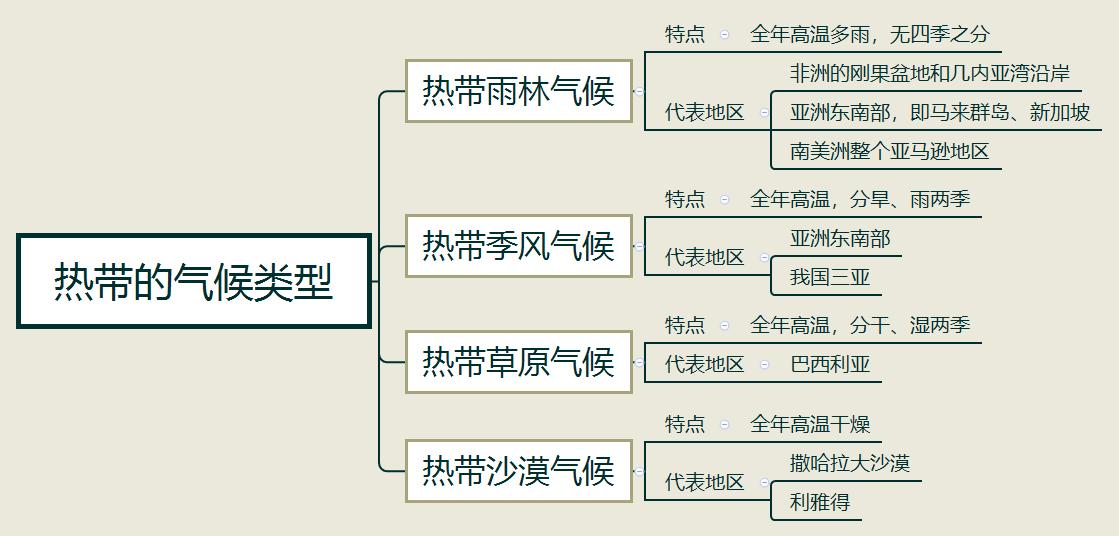 热带的气候类型
热带雨林气候
特点
全年高温多雨，无四季之分
代表地区
非洲的刚果盆地和几内亚湾沿岸
亚洲东南部，即马来群岛、新加坡
南美洲整个亚马逊地区
热带季风气候
特点
全年高温，分旱、雨两季
代表地区
亚洲东南部
我国三亚
热带草原气候
特点
全年高温，分干、湿两季
代表地区
巴西利亚
热带沙漠气候
特点
全年高温干燥
代表地区
撒哈拉大沙漠
利雅得